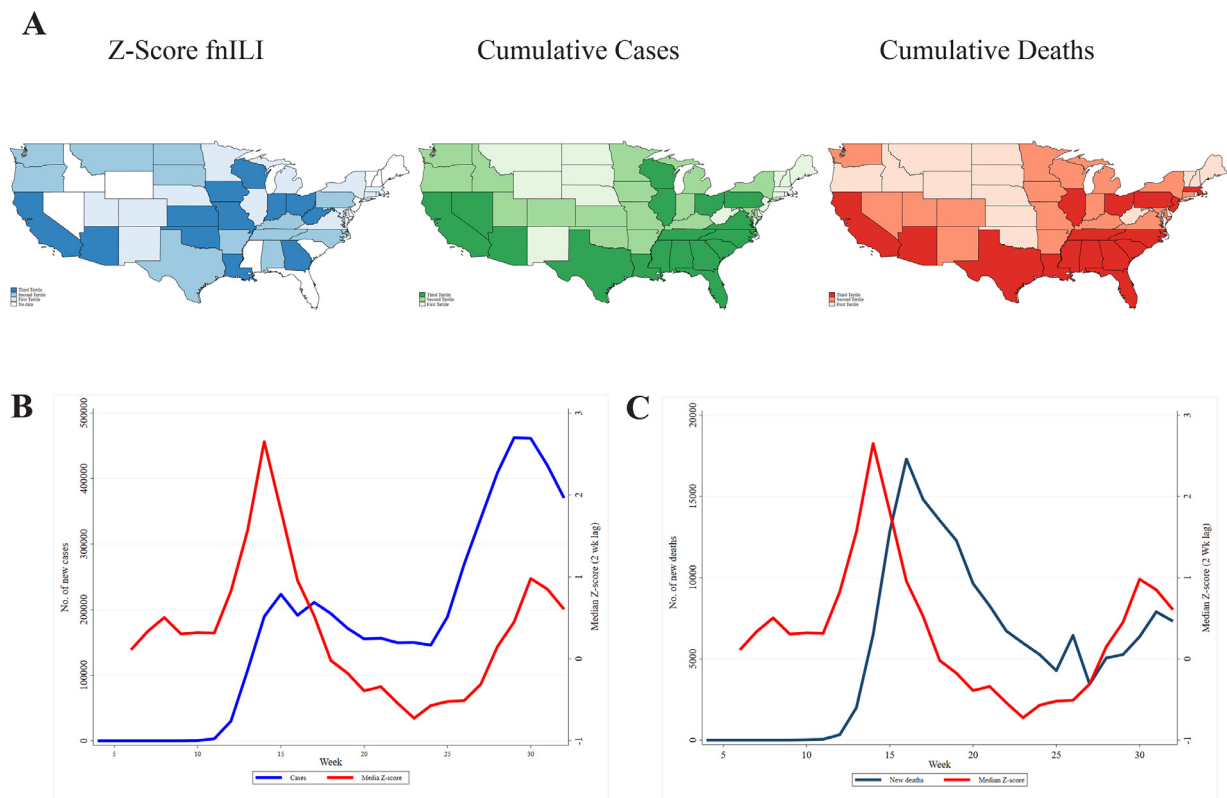 A
Z-Score fnILI
Cumulative Cases
Cumulative Deaths
Third Tertile
Second Tertile
First Tertile
No data
Third Tertile
Second Tertile
First Tertile
Third Tertile
Second Tertile
First Tertile
B
No. of new cases
0
100000
200000
300000
400000
500000
Median Z-score (2 wk lag)
-1
0
1
2
3
5
10
15
20
25
30
Week
Cases
Media Z-score
C
No. of new deaths
0
5000
10000
15000
20000
Median Z-score (2 Wk lag)
-1
0
1
2
3
5
10
15
20
25
30
Week
New deaths
Median Z-score